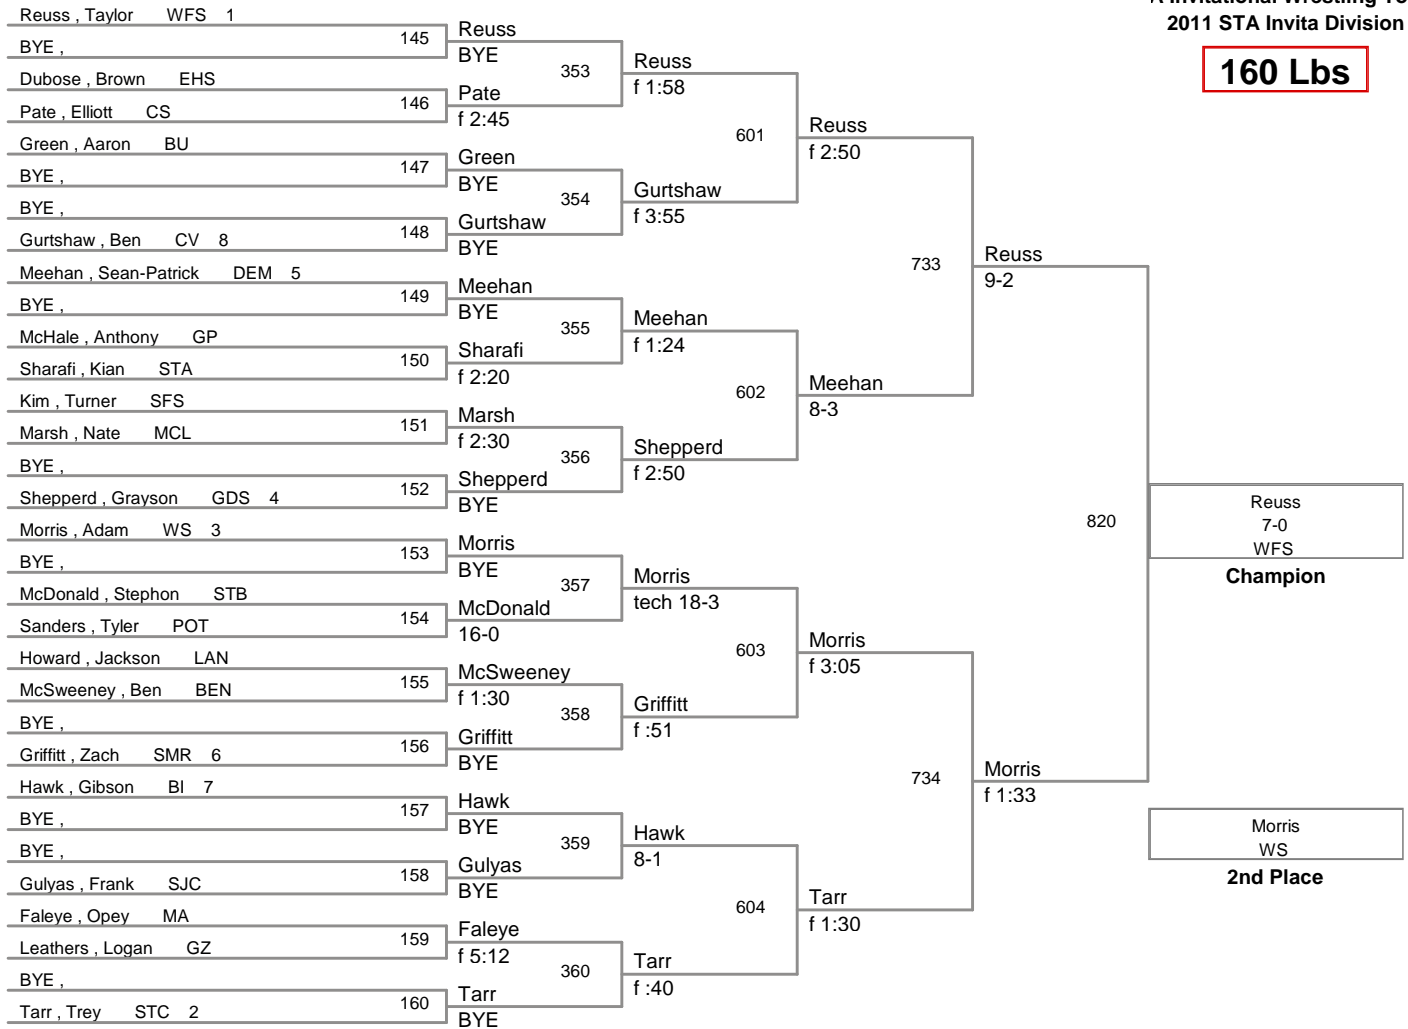 A Invitational Wrestling
2011 STA Invita Division
160 Lbs
Reuss , Taylor WFS 1
BYE ,
Dubose , Brown EHS
Pate , Elliott CS
Green , Aaron BU
BYE ,
BYE ,
Gurtshaw , Ben CV 8
Meehan , Sean-Patrick DEM 5
BYE ,
McHale , Anthony GP
Sharafi , Kian STA
Kim , Turner SFS
Marsh , Nate MCL
BYE ,
Shepperd , Grayson GDS 4
Morris , Adam WS 3
BYE ,
McDonald , Stephon STB
Sanders , Tyler POT
Howard , Jackson LAN
McSweeney , Ben BEN
BYE ,
Griffitt , Zach SMR 6
Hawk , Gibson BI 7
BYE ,
BYE ,
Gulyas , Frank SJC
Faleye , Opey MA
Leathers , Logan GZ
BYE ,
Tarr , Trey STC 2
145
146
147
148
149
150
151
152
153
154
155
156
157
158
159
160
Reuss
BYE
Pate
f 2:45
Green
BYE
Gurtshaw
BYE
Meehan
BYE
Sharafi
f 2:20
Marsh
f 2:30
Shepperd
BYE
Morris
BYE
McDonald
16-0
McSweeney
f 1:30
Griffitt
BYE
Hawk
BYE
Gulyas
BYE
Faleye
f 5:12
Tarr
BYE
353
354
355
356
357
358
359
360
Reuss
f 1:58
Gurtshaw
f 3:55
Meehan
f 1:24
Shepperd
f 2:50
Morris
tech 18-3
Griffitt
f :51
Hawk
8-1
Tarr
f :40
601
602
603
604
Reuss
f 2:50
Meehan
8-3
Morris
f 3:05
Tarr
f 1:30
733
734
Reuss
9-2
Morris
f 1:33
820
Reuss
7-0
WFS
Champion
Morris
WS
2nd Place